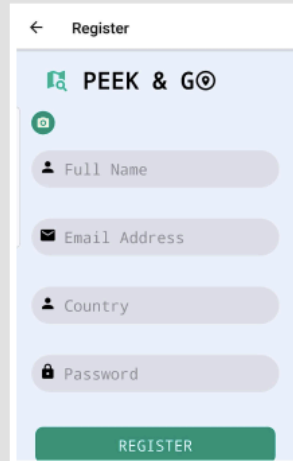 Register
PEEK & GO
Full Name
Email Address
Country
Password
REGISTER